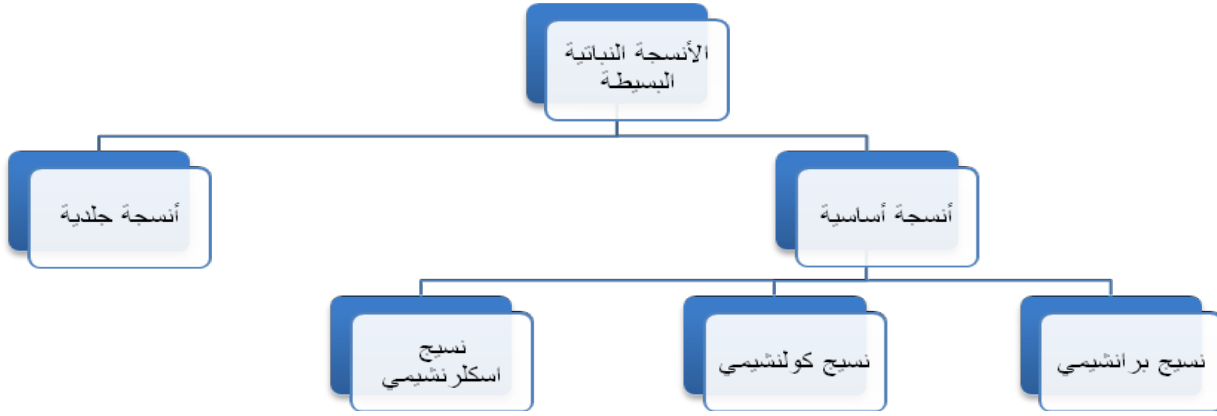 الأنسجة النباتية
البسيطة
أنسجة أساسية
أنسجة جلدية
نسيج برانشيمي
نسيج كولنشيمي
نسيج
اسكلرنشيمي